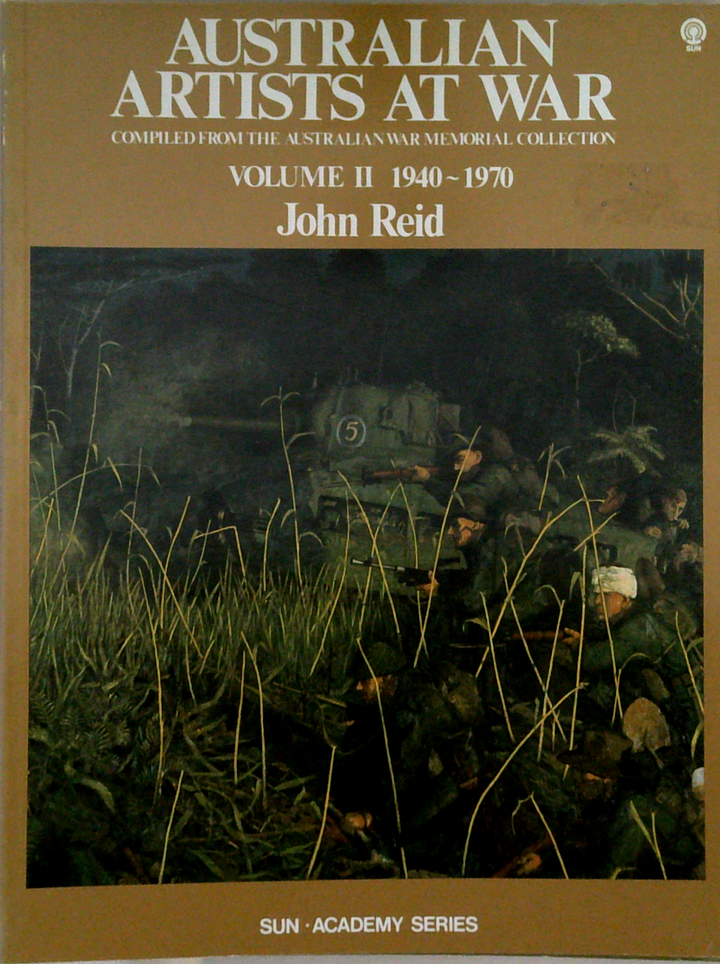 AUSTRALIAN
ARTISTS AT WAR
COMPILED FROM THE AUSTRALIAN WAR MEMORIAL COLLECTION
VOLUME II 1940~1970
John Reid
SUN
5
SUN · ACADEMY SERIES